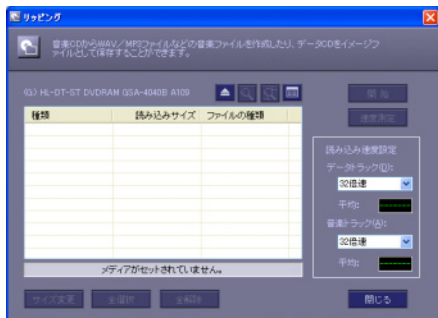 リッピング
音楽CDからWAV/MP3ファイルなどの音楽ファイルを作成したり、データCDをイメージフ
ァイルとして保存することができます。
(G:) HL-DT-ST DVDRAM GSA-4040B A109
開始
速度測定
種類 読み込みサイズ ファイルの種類
読み込み速度設定
データトラック(D):
32倍速
平均:
音楽トラック(A):
32倍速
平均:
メディアがセットされていません。
サイズ変更 全選択 全解除 閉じる